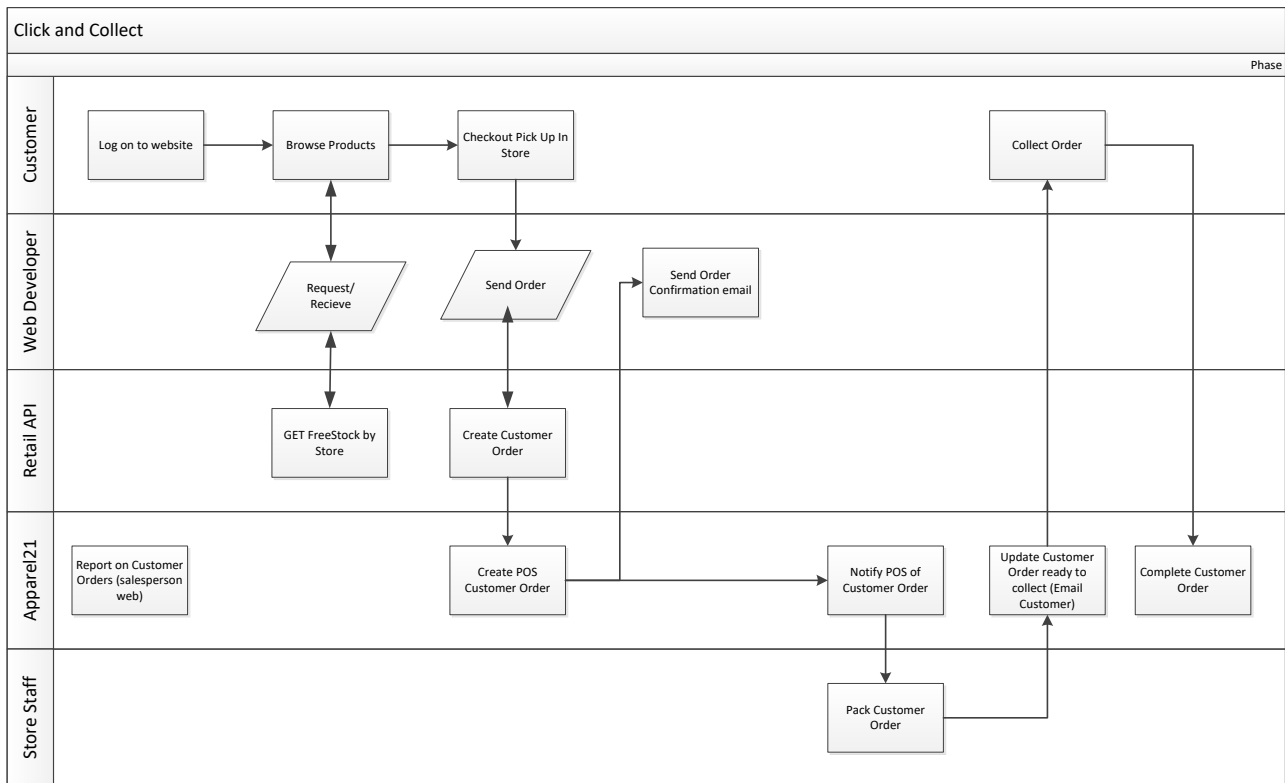 Click and Collect
Phase
Customer
Log on to website
Browse Products
Checkout Pick Up In
Store
Collect Order
Web Developer
Request/
Recieve
Send Order
Send Order
Confirmation email
Retail API
GET FreeStock by
Store
Create Customer
Order
Apparel21
Report on Customer
Orders (salesperson
web)
Create POS
Customer Order
Notify POS of
Customer Order
Update Customer
Order ready to
collect (Email
Customer)
Complete Customer
Order
Store Staff
Pack Customer
Order